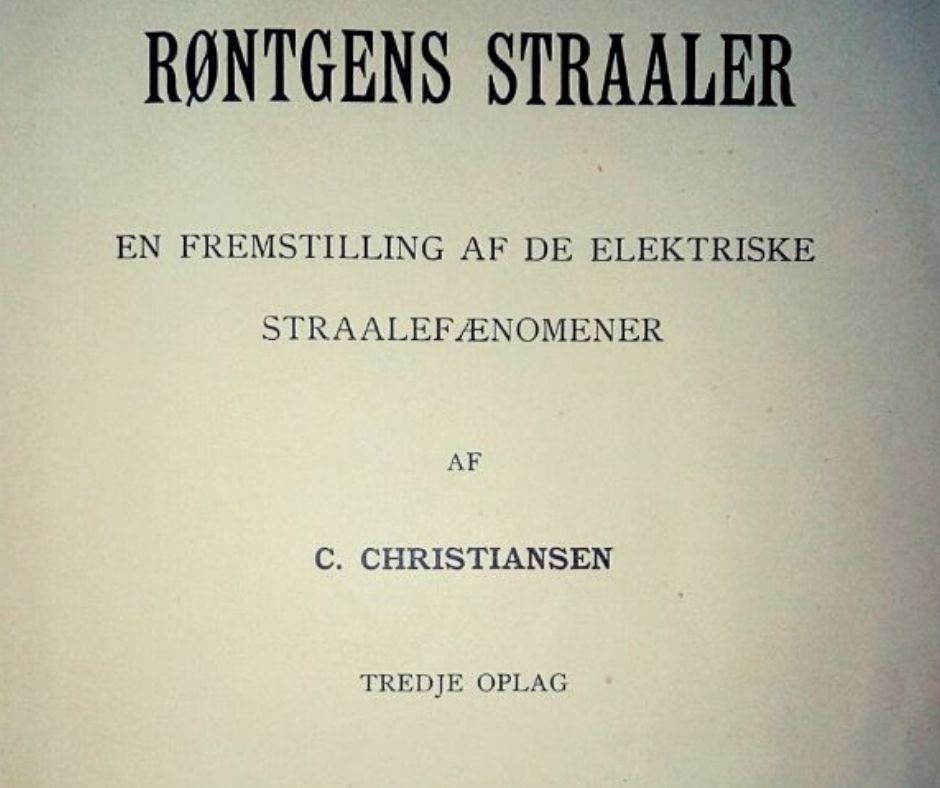 RØNTGENS STRAALER
EN FREMSTILLING AF DE ELEKTRISKE
STRAALEFÆNOMENER
AF
C. CHRISTIANSEN
TREDJE OPLAG